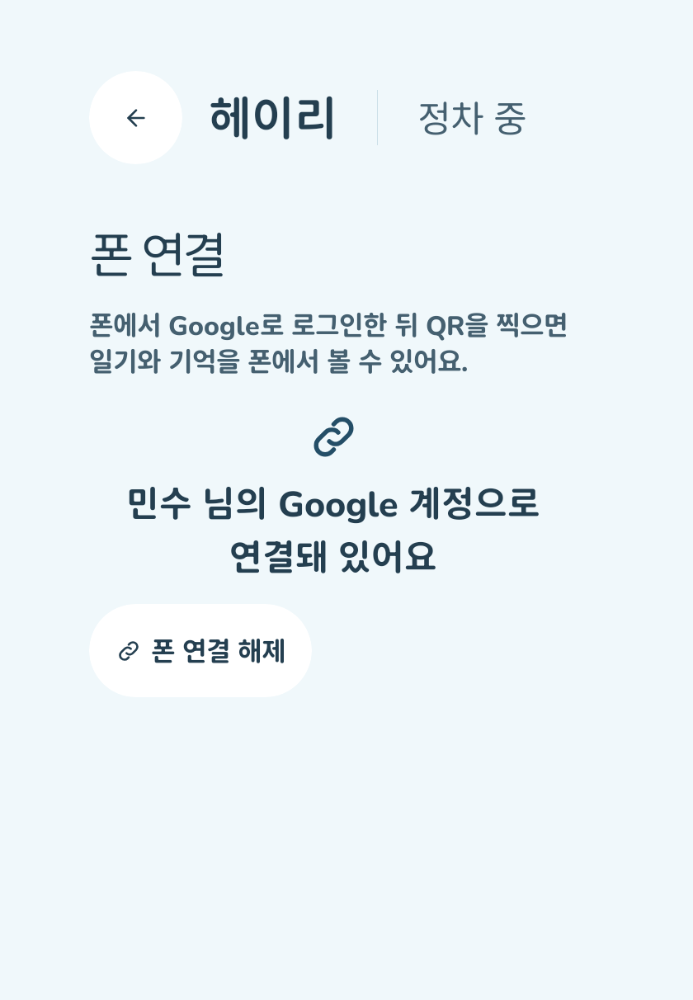 헤이리
정차 중
폰 연결
폰에서 Google로 로그인한 뒤 QR을 찍으면
일기와 기억을 폰에서 볼 수 있어요.
민수 님의 Google 계정으로
연결돼 있어요
폰 연결 해제